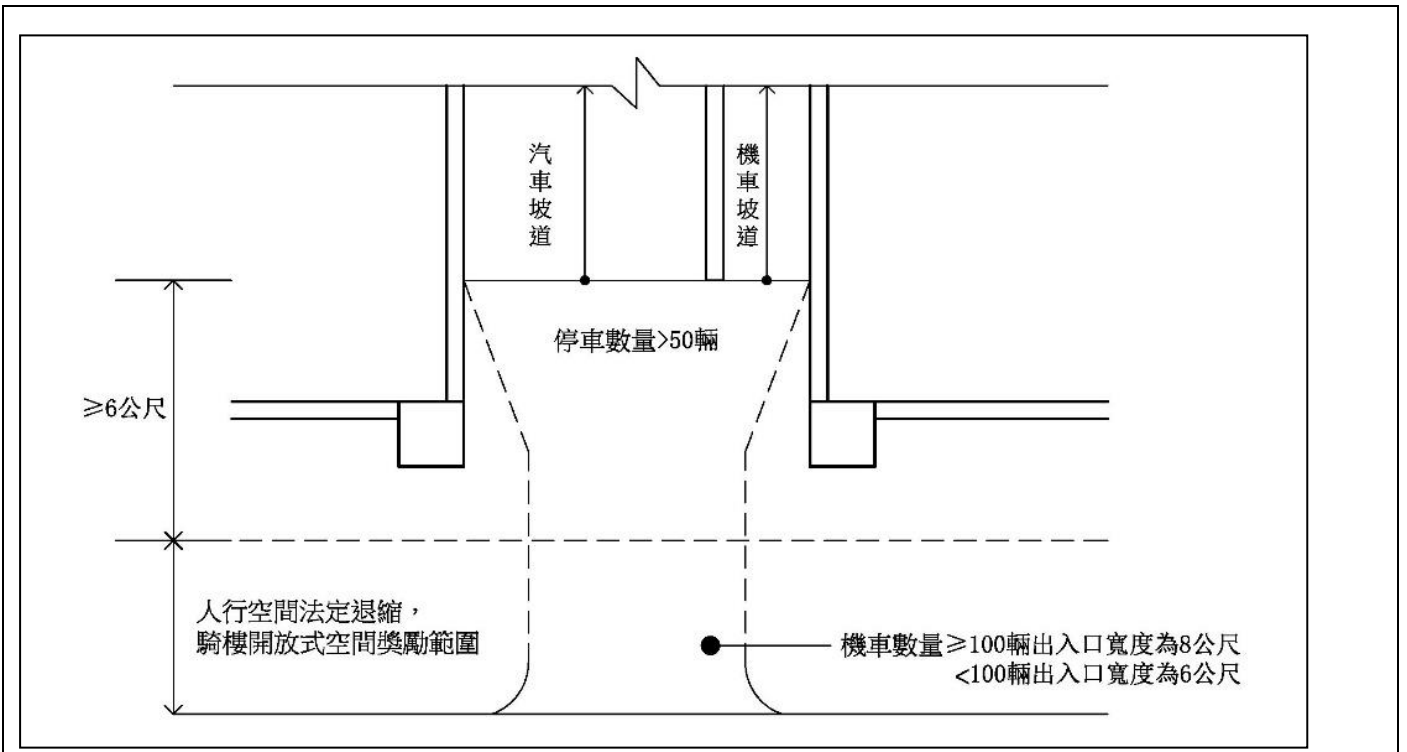 汽車坡道
機車坡道
停車數量>50輛
≥6公尺
人行空間法定退縮，
騎樓開放式空間獎勵範圍
機車數量≥100輛出入口寬度為8公尺
<100輛出入口寬度為6公尺